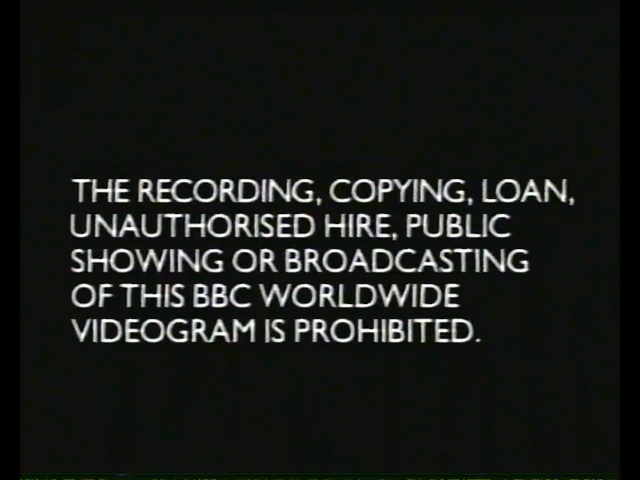 THE RECORDING, COPYING, LOAN,
UNAUTHORISED HIRE, PUBLIC
SHOWING OR BROADCASTING
OF THIS BBC WORLDWIDE
VIDEOGRAM IS PROHIBITED.